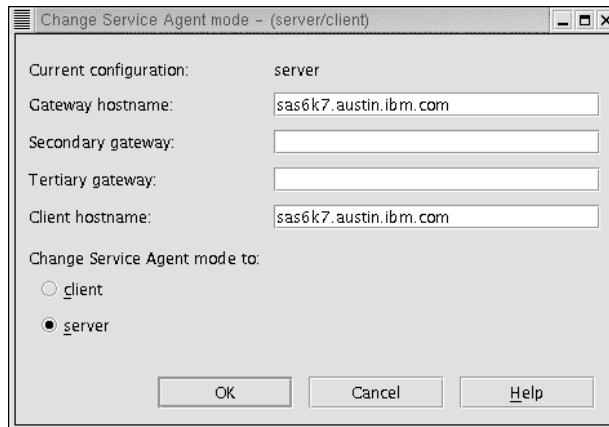 Change Service Agent mode – (server/client)
Current configuration: server
Gateway hostname: sas6k7.austin.ibm.com
Secondary gateway:
Tertiary gateway:
Client hostname: sas6k7.austin.ibm.com
Change Service Agent mode to:
client
server
OK Cancel Help